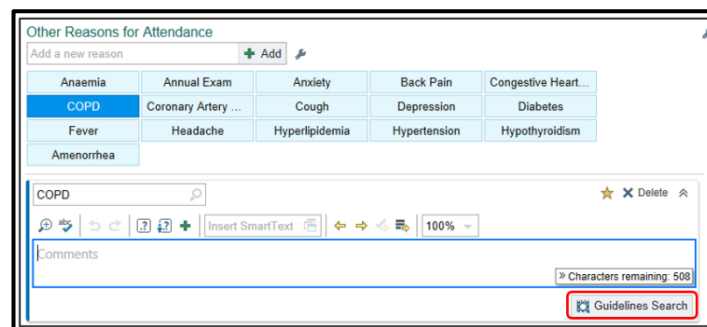 Other Reasons for Attendance
Add a new reason Add
Anaemia Annual Exam Anxiety Back Pain Congestive Heart...
COPD Coronary Artery ... Cough Depression Diabetes
Fever Headache Hyperlipidemia Hypertension Hypothyroidism
Amenorrhea
COPD Delete
abc Insert SmartText 100%
Comments
» Characters remaining: 508
Guidelines Search